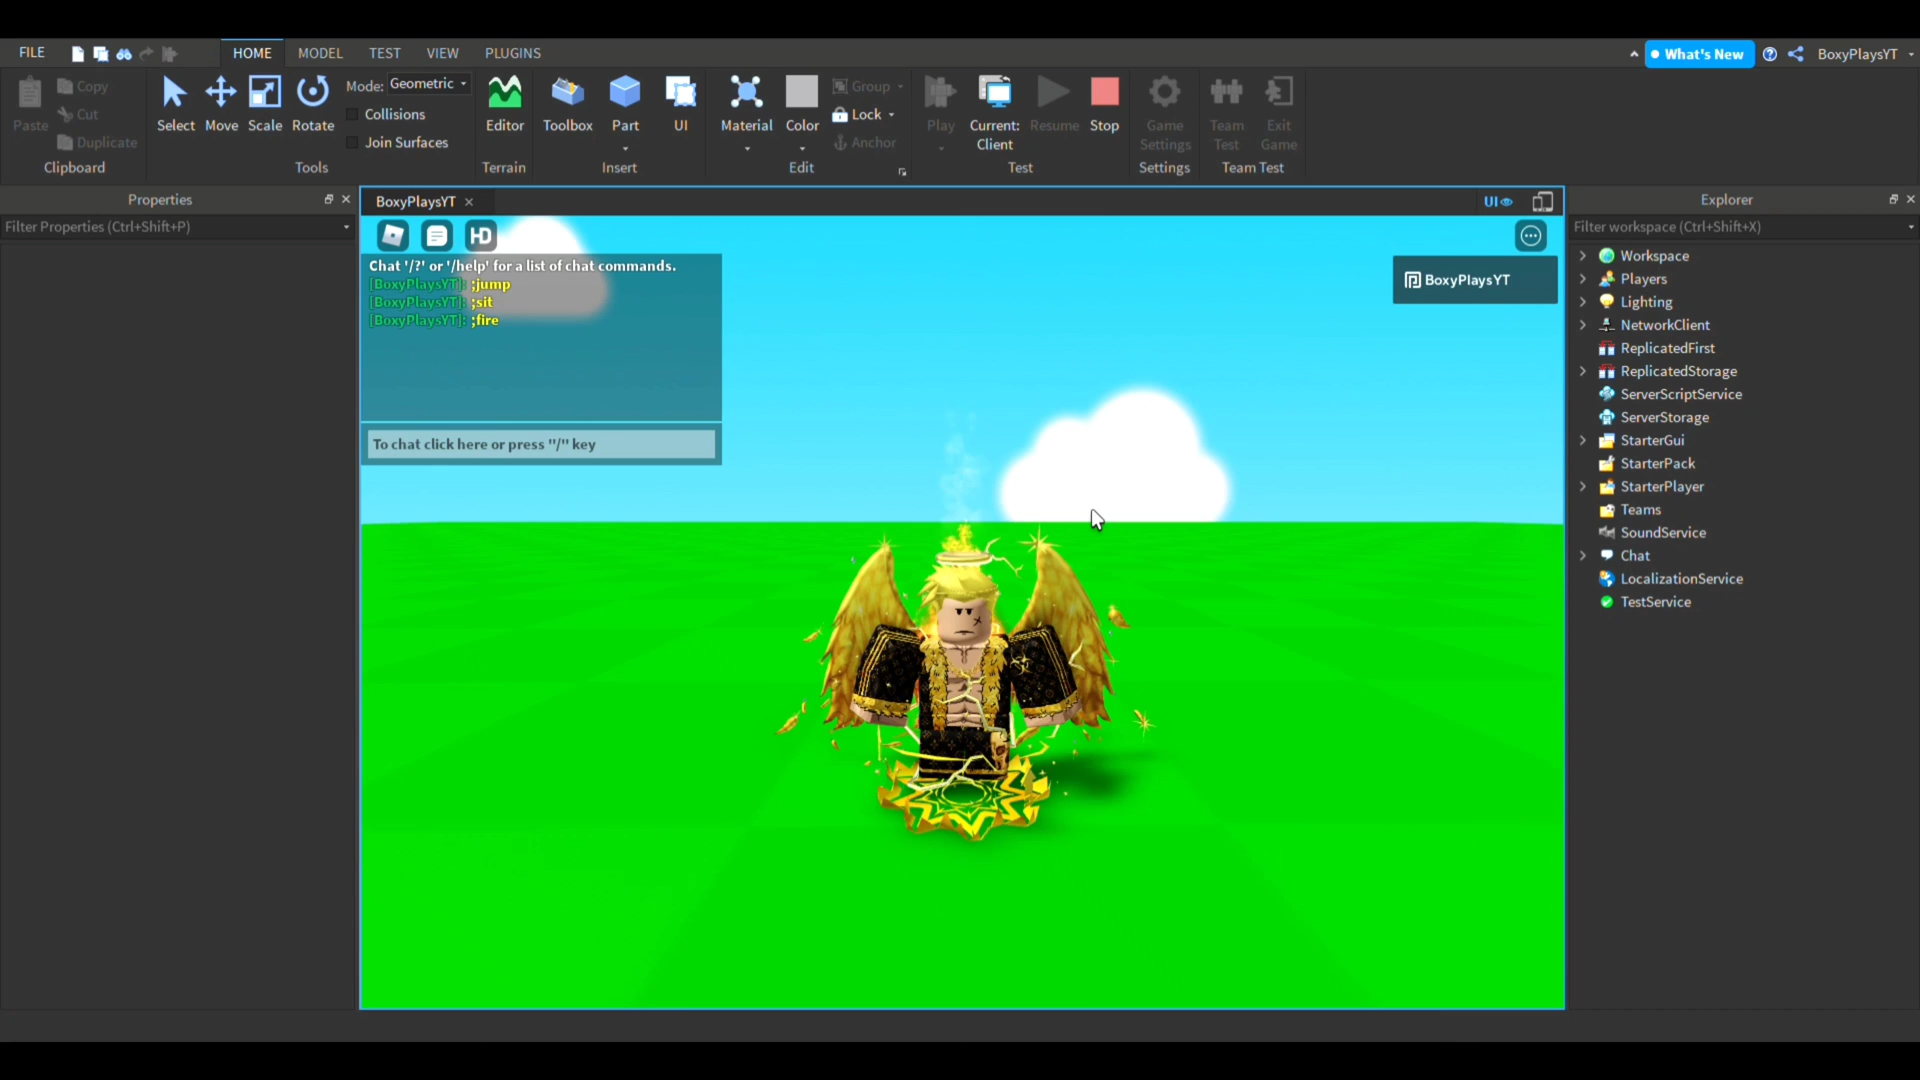 FILE
HOME
MODEL
TEST
VIEW
PLUGINS
What's New
BoxyPlaysYT
Paste
Copy
Cut
Duplicate
Clipboard
Select
Move
Scale
Rotate
Mode: Geometric
Collisions
Join Surfaces
Tools
Editor
Terrain
Toolbox
Part
UI
Insert
Material
Color
Group
Lock
Anchor
Edit
Play
Current:
Client
Resume
Stop
Test
Game
Settings
Settings
Team
Test
Exit
Game
Team Test
Properties
Filter Properties (Ctrl+Shift+P)
BoxyPlaysYT
UI
HD
Chat '/?' or '/help' for a list of chat commands.
[BoxyPlaysYT]: ;jump
[BoxyPlaysYT]: ;sit
[BoxyPlaysYT]: ;fire
To chat click here or press "/" key
BoxyPlaysYT
Explorer
Filter workspace (Ctrl+Shift+X)
Workspace
Players
Lighting
NetworkClient
ReplicatedFirst
ReplicatedStorage
ServerScriptService
ServerStorage
StarterGui
StarterPack
StarterPlayer
Teams
SoundService
Chat
LocalizationService
TestService